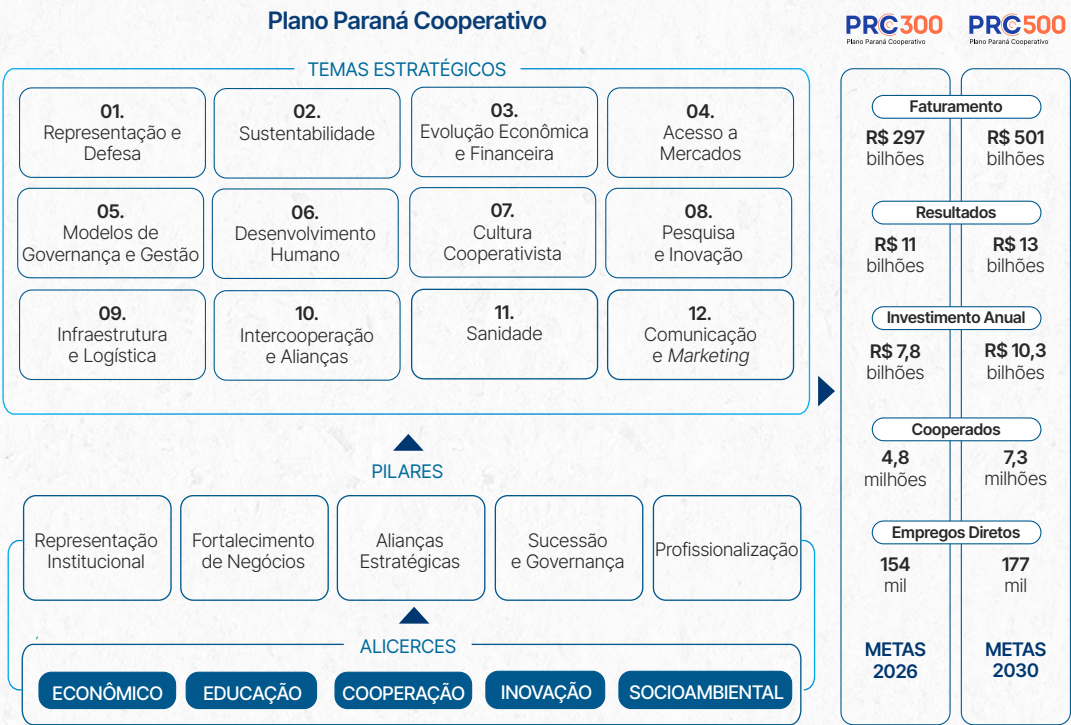 Plano Paraná Cooperativo
TEMAS ESTRATÉGICOS
01.
Representação e
Defesa
02.
Sustentabilidade
03.
Evolução Econômica
e Financeira
04.
Acesso a
Mercados
05.
Modelos de
Governança e Gestão
06.
Desenvolvimento
Humano
07.
Cultura
Cooperativista
08.
Pesquisa
e Inovação
09.
Infraestrutura
e Logística
10.
Intercooperação
e Alianças
11.
Sanidade
12.
Comunicação
e Marketing
PILARES
Representação
Institucional
Fortalecimento
de Negócios
Alianças
Estratégicas
Sucessão
e Governança
Profissionalização
ALICERCES
ECONÔMICO
EDUCAÇÃO
COOPERAÇÃO
INOVAÇÃO
SOCIOAMBIENTAL
PRC300
Plano Paraná Cooperativo
PRC500
Plano Paraná Cooperativo
Faturamento
R$ 297
bilhões
R$ 501
bilhões
Resultados
R$ 11
bilhões
R$ 13
bilhões
Investimento Anual
R$ 7,8
bilhões
R$ 10,3
bilhões
Cooperados
4,8
milhões
7,3
milhões
Empregos Diretos
154
mil
177
mil
METAS
2026
METAS
2030